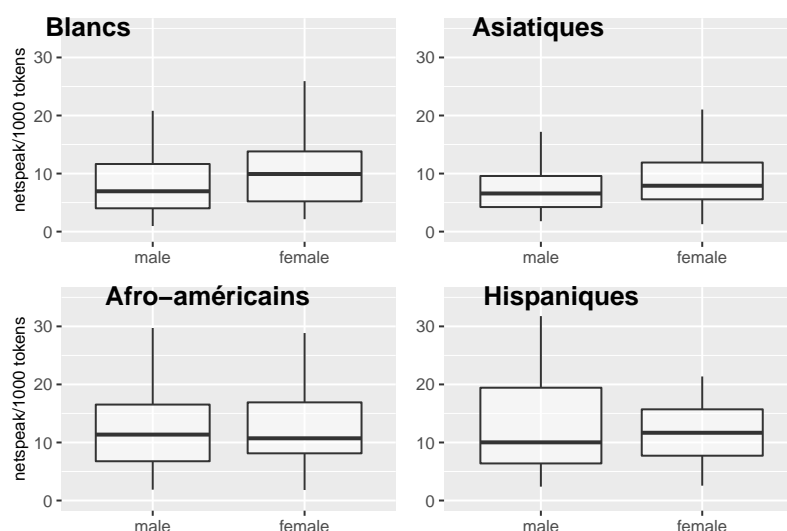 Blancs
Asiatiques
netspeak/1000 tokens
30
20
10
0
male
female
30
20
10
0
male
female
Afro−américains
Hispaniques
netspeak/1000 tokens
30
20
10
0
male
female
30
20
10
0
male
female